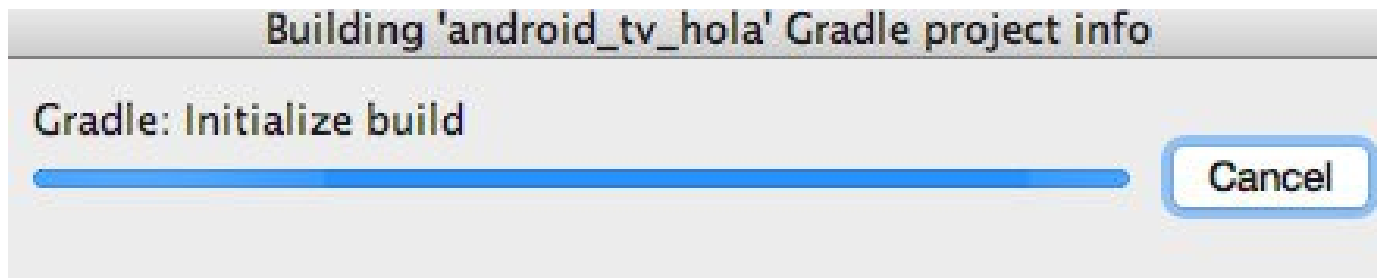 Building 'android_tv_hola' Gradle project info
Gradle: Initialize build
Cancel